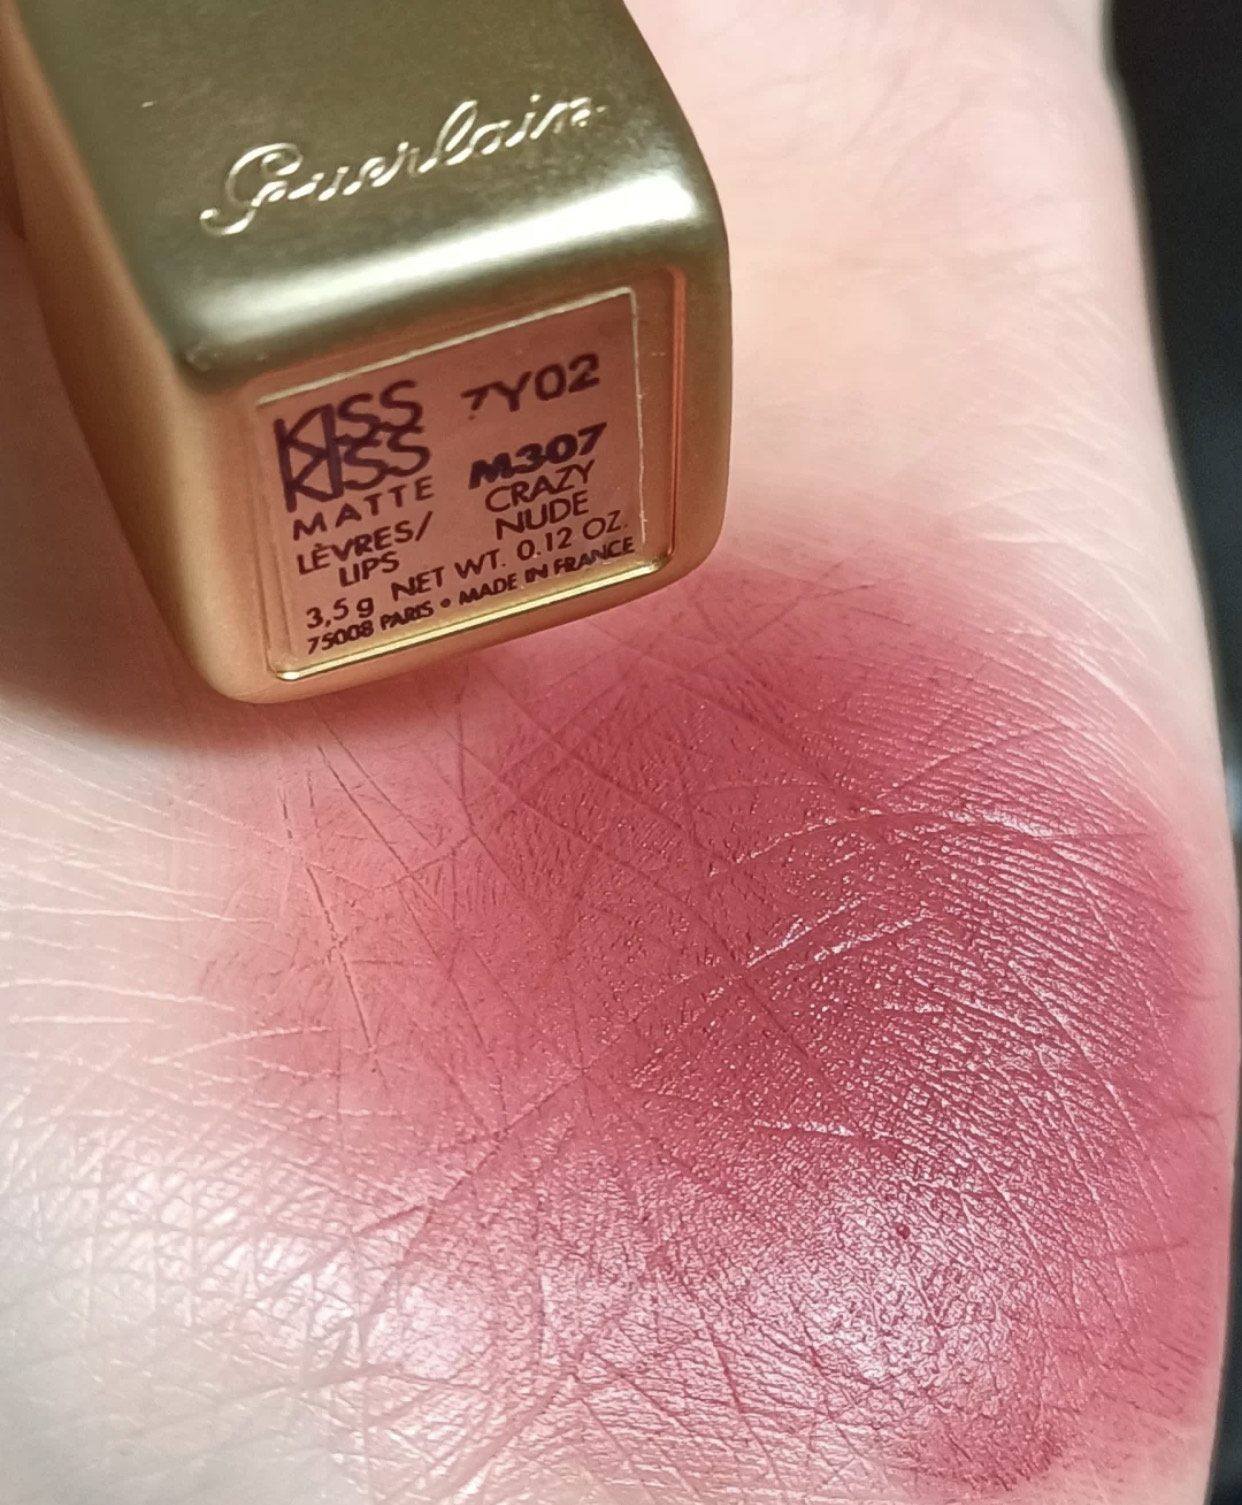 Guerlain
KISS
KISS
MATTE
LÈVRES/
LIPS
7Y02
M307
CRAZY
NUDE
3,5 g NET WT. 0.12 OZ.
75008 PARIS • MADE IN FRANCE